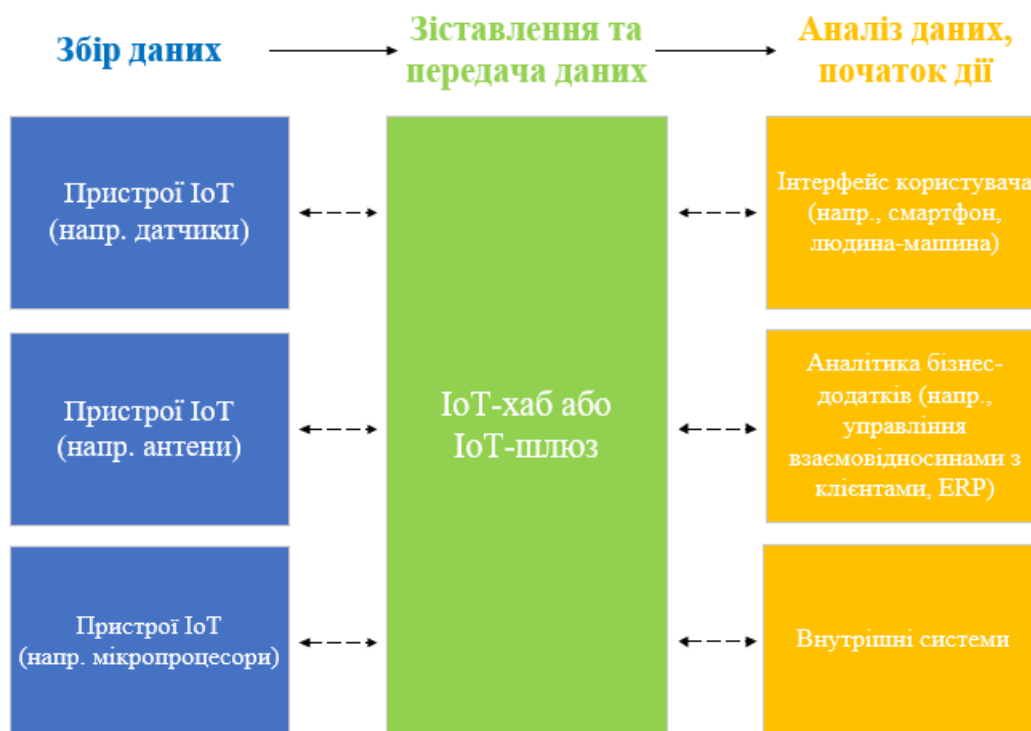 Збір даних
Зіставлення та
передача даних
Аналіз даних,
початок дії
Пристрої IoT
(напр. датчики)
Пристрої IoT
(напр. антени)
Пристрої IoT
(напр. мікропроцесори)
IoT-хаб або
IoT-шлюз
Інтерфейс користувача
(напр., смартфон,
людина-машина)
Аналітика бізнес-
додатків (напр.,
управління
взаємовідносинами з
клієнтами, ERP)
Внутрішні системи